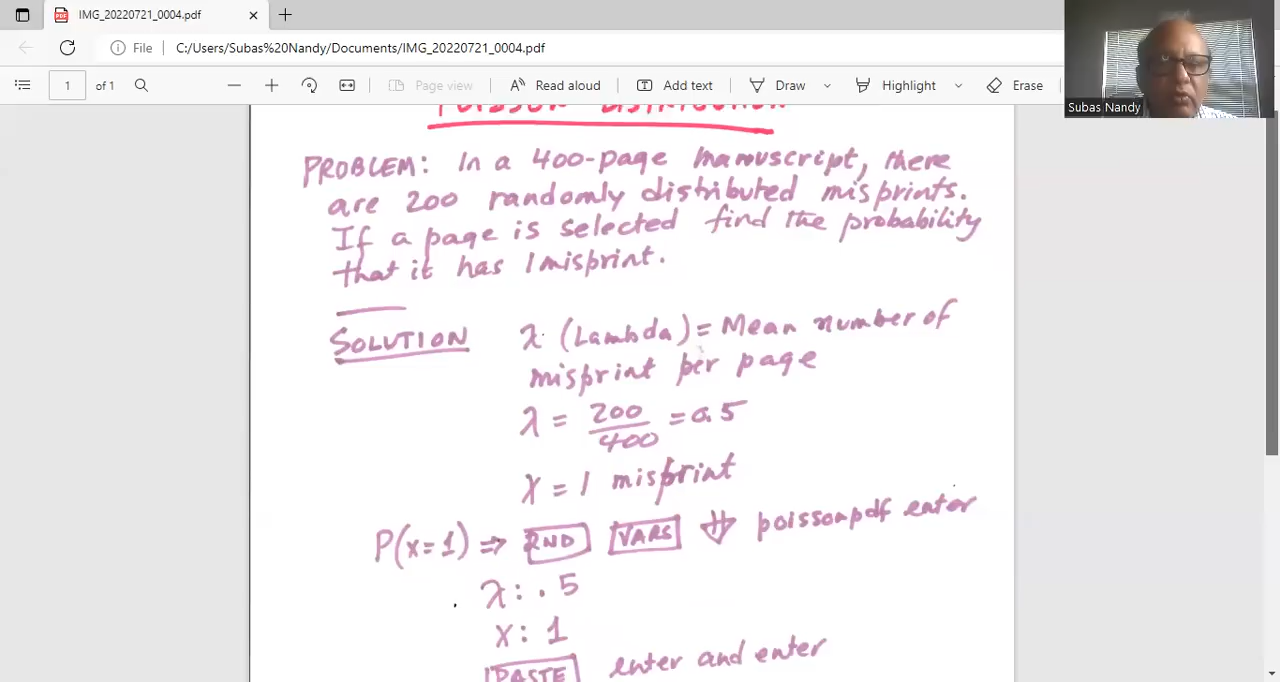 IMG_20220721_0004.pdf
File
C:/Users/Subas%20Nandy/Documents/IMG_20220721_0004.pdf
1 of 1
Page view
Read aloud
Add text
Draw
Highlight
Erase
Subas Nandy
POISSON DISTRIBUTION
PROBLEM: In a 400-page manuscript, there
are 200 randomly distributed misprints.
If a page is selected find the probability
that it has 1 misprint.
SOLUTION λ (Lambda) = Mean number of
misprint per page
λ = 200/400 = 0.5
X = 1 misprint
P(x=1) ⇒ 2ND VARS ⇓ poissonpdf enter
λ: .5
x: 1
PASTE enter and enter